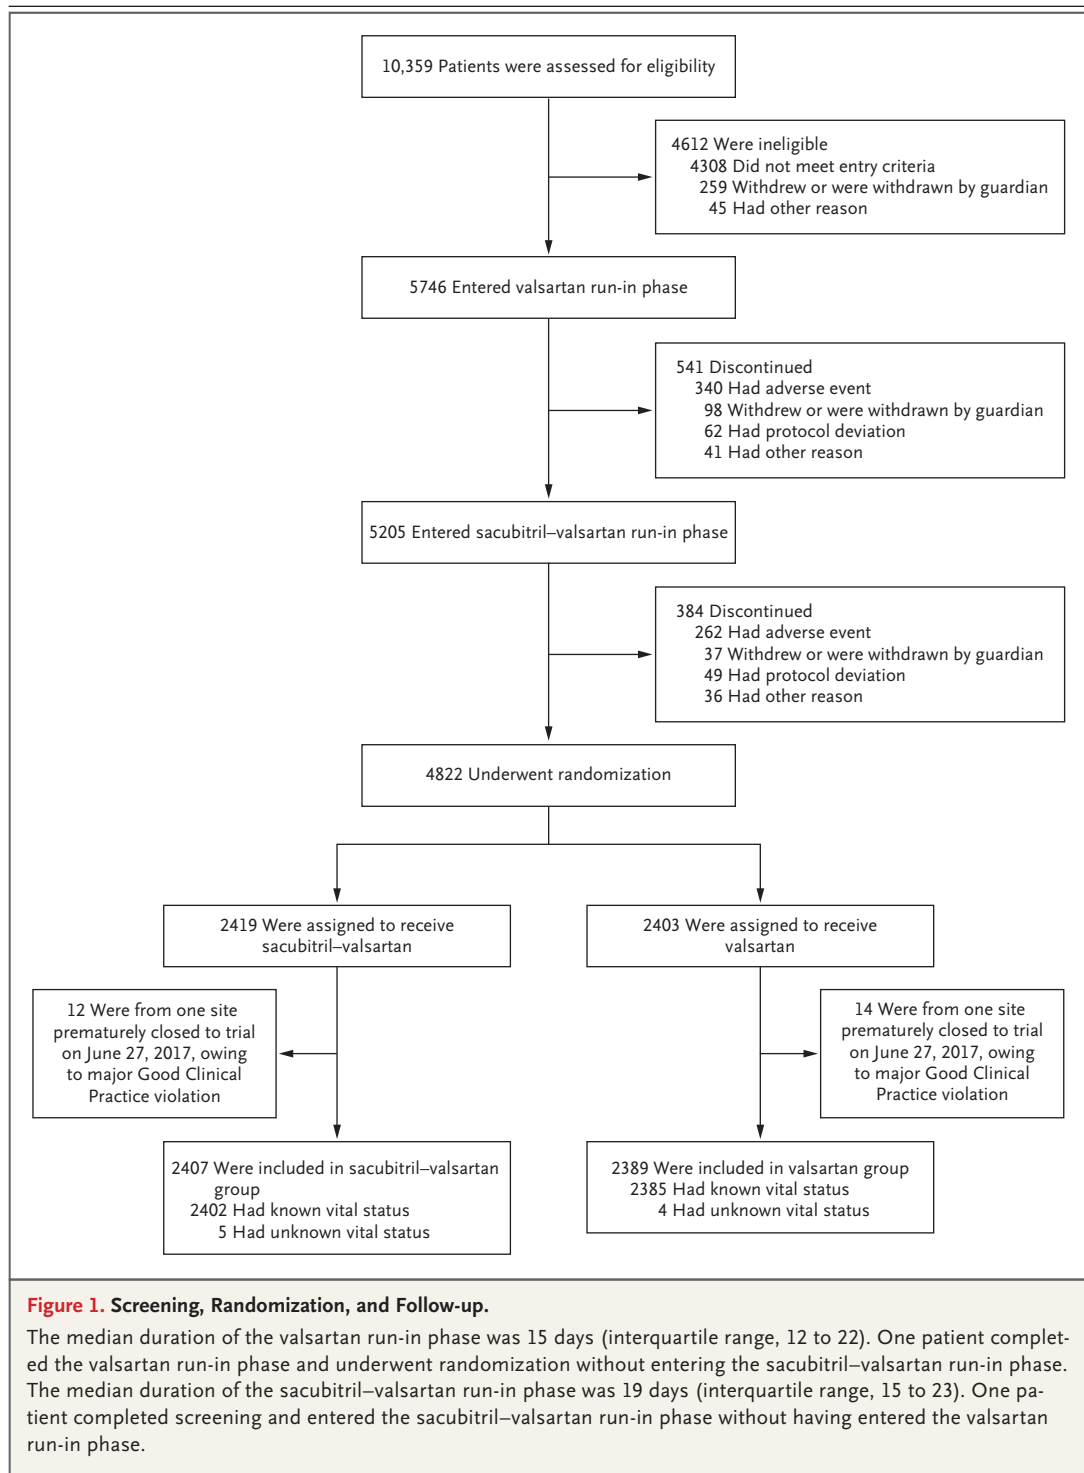 10,359 Patients were assessed for eligibility
4612 Were ineligible
4308 Did not meet entry criteria
259 Withdrew or were withdrawn by guardian
45 Had other reason
5746 Entered valsartan run-in phase
541 Discontinued
340 Had adverse event
98 Withdrew or were withdrawn by guardian
62 Had protocol deviation
41 Had other reason
5205 Entered sacubitril–valsartan run-in phase
384 Discontinued
262 Had adverse event
37 Withdrew or were withdrawn by guardian
49 Had protocol deviation
36 Had other reason
4822 Underwent randomization
2419 Were assigned to receive
sacubitril–valsartan
2403 Were assigned to receive
valsartan
12 Were from one site
prematurely closed to trial
on June 27, 2017, owing
to major Good Clinical
Practice violation
14 Were from one site
prematurely closed to trial
on June 27, 2017, owing
to major Good Clinical
Practice violation
2407 Were included in sacubitril–valsartan
group
2402 Had known vital status
5 Had unknown vital status
2389 Were included in valsartan group
2385 Had known vital status
4 Had unknown vital status
Figure 1. Screening, Randomization, and Follow-up.
The median duration of the valsartan run-in phase was 15 days (interquartile range, 12 to 22). One patient complet-
ed the valsartan run-in phase and underwent randomization without entering the sacubitril–valsartan run-in phase.
The median duration of the sacubitril–valsartan run-in phase was 19 days (interquartile range, 15 to 23). One pa-
tient completed screening and entered the sacubitril–valsartan run-in phase without having entered the valsartan
run-in phase.